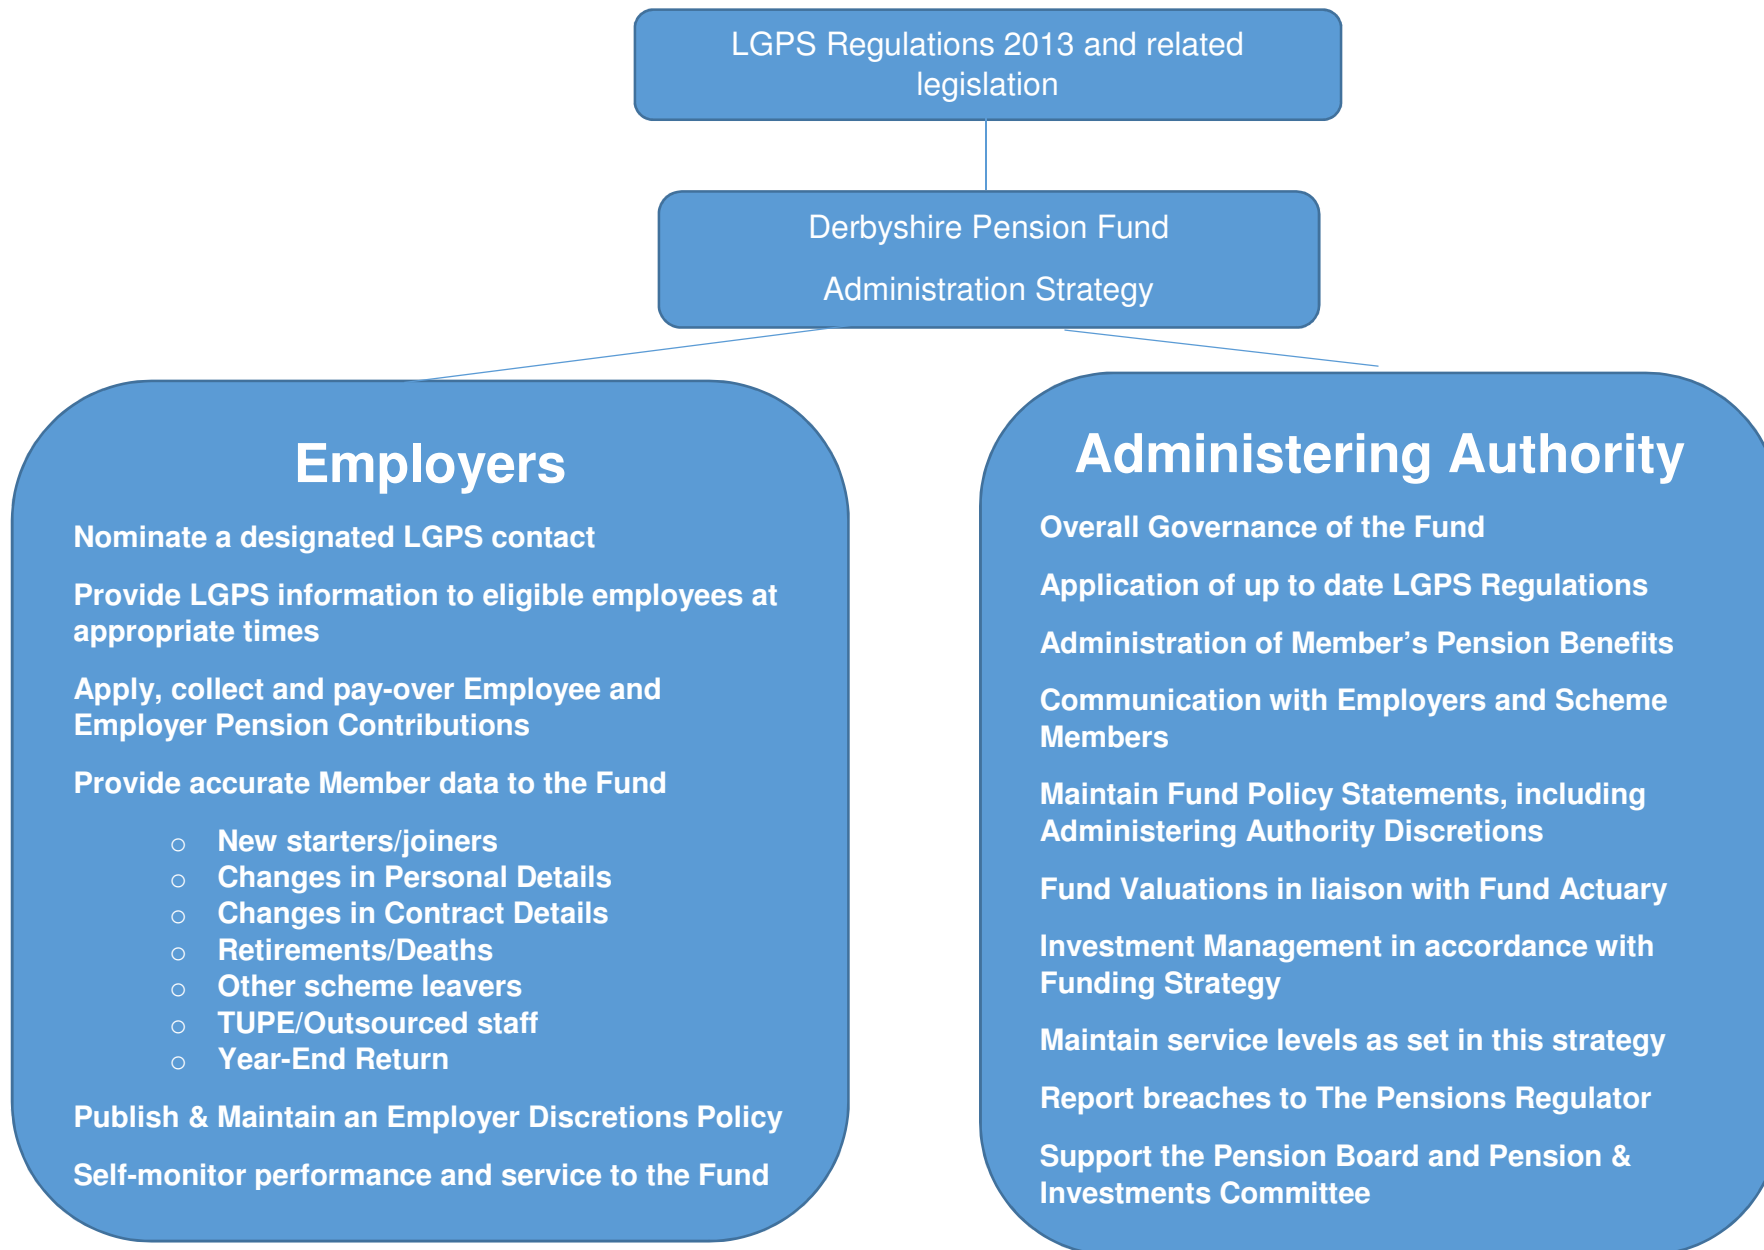 LGPS Regulations 2013 and related
legislation
Derbyshire Pension Fund
Administration Strategy
Employers
Nominate a designated LGPS contact
Provide LGPS information to eligible employees at
appropriate times
Apply, collect and pay-over Employee and
Employer Pension Contributions
Provide accurate Member data to the Fund
○ New starters/joiners
○ Changes in Personal Details
○ Changes in Contract Details
○ Retirements/Deaths
○ Other scheme leavers
○ TUPE/Outsourced staff
○ Year-End Return
Publish & Maintain an Employer Discretions Policy
Self-monitor performance and service to the Fund
Administering Authority
Overall Governance of the Fund
Application of up to date LGPS Regulations
Administration of Member’s Pension Benefits
Communication with Employers and Scheme
Members
Maintain Fund Policy Statements, including
Administering Authority Discretions
Fund Valuations in liaison with Fund Actuary
Investment Management in accordance with
Funding Strategy
Maintain service levels as set in this strategy
Report breaches to The Pensions Regulator
Support the Pension Board and Pension &
Investments Committee